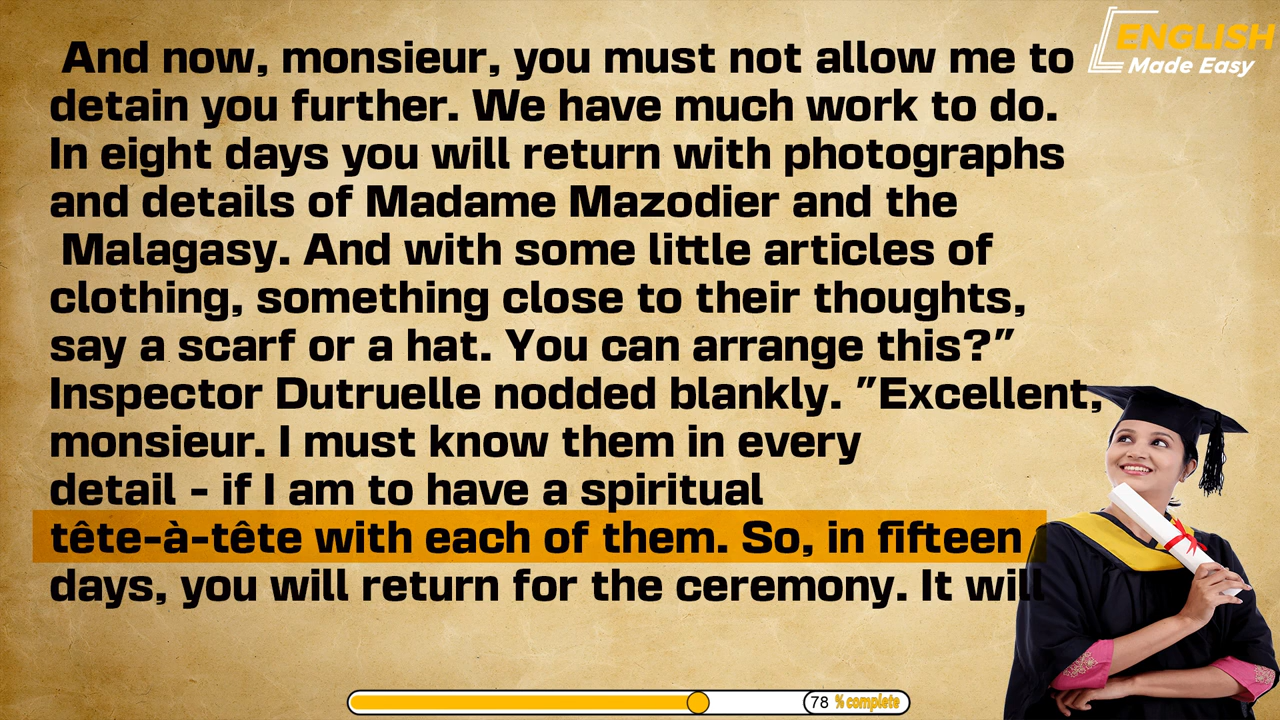 And now, monsieur, you must not allow me to
detain you further. We have much work to do.
In eight days you will return with photographs
and details of Madame Mazodier and the
Malagasy. And with some little articles of
clothing, something close to their thoughts,
say a scarf or a hat. You can arrange this?"
Inspector Dutruelle nodded blankly. "Excellent,
monsieur. I must know them in every
detail - if I am to have a spiritual
tête-à-tête with each of them. So, in fifteen
days, you will return for the ceremony. It will
ENGLISH
Made Easy
78 % complete